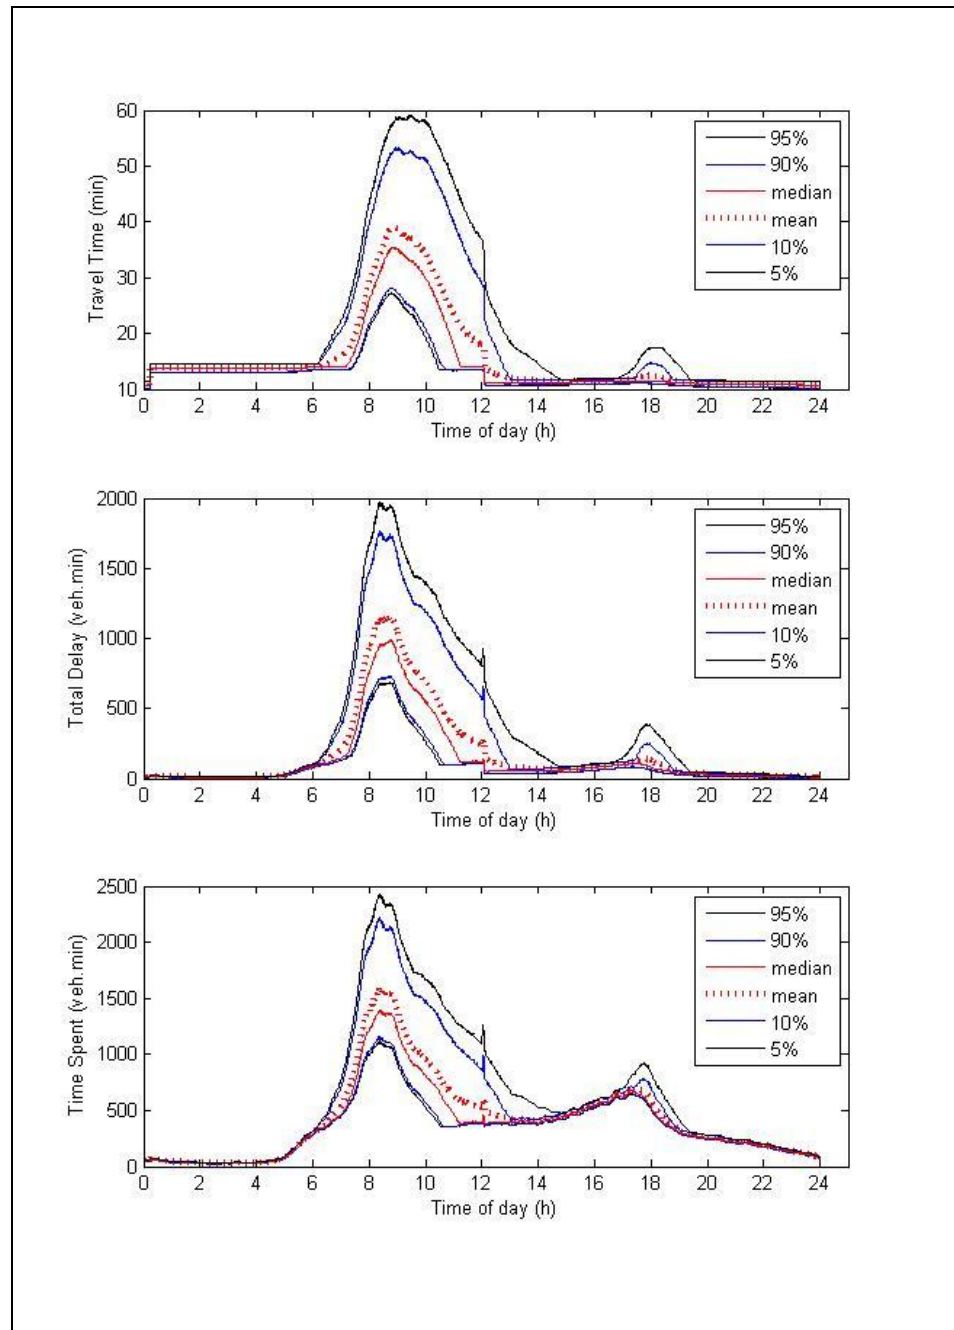 60
50
40
30
20
10
Travel Time (min)
95%
90%
median
mean
10%
5%
0 2 4 6 8 10 12 14 16 18 20 22 24
Time of day (h)
2000
1500
1000
500
0
Total Delay (veh.min)
95%
90%
median
mean
10%
5%
0 2 4 6 8 10 12 14 16 18 20 22 24
Time of day (h)
2500
2000
1500
1000
500
0
Time Spent (veh.min)
95%
90%
median
mean
10%
5%
0 2 4 6 8 10 12 14 16 18 20 22 24
Time of day (h)